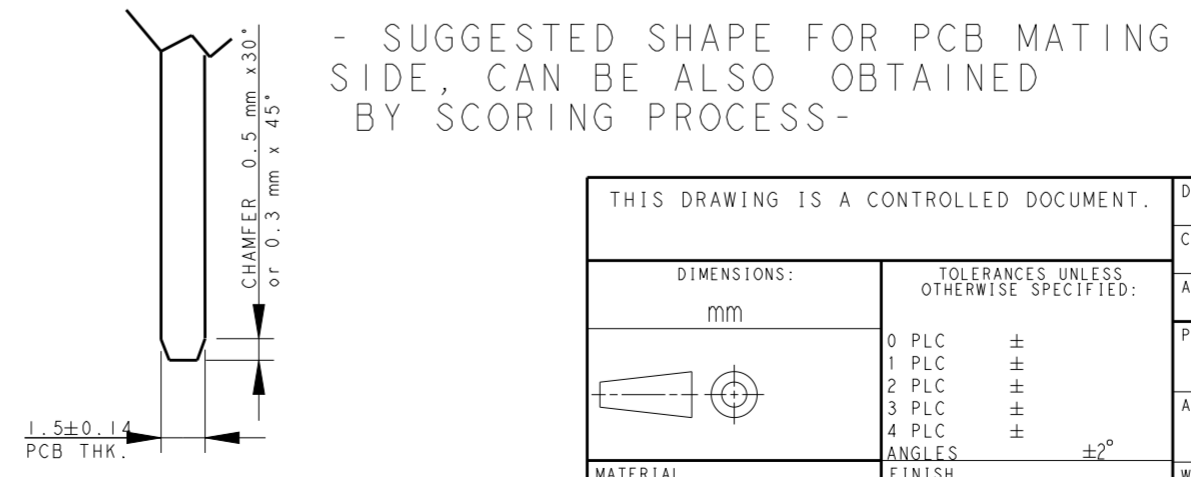 - SUGGESTED SHAPE FOR PCB MATING
SIDE, CAN BE ALSO OBTAINED
BY SCORING PROCESS-
CHAMFER 0.5 mm x30°
or 0.3 mm x 45°
1.5±0.14
PCB THK.
THIS DRAWING IS A CONTROLLED DOCUMENT.
DIMENSIONS:
mm
TOLERANCES UNLESS
OTHERWISE SPECIFIED:
0 PLC ±
1 PLC ±
2 PLC ±
3 PLC ±
4 PLC ±
ANGLES ±2°
MATERIAL
FINISH
D
C
A
P
A
W